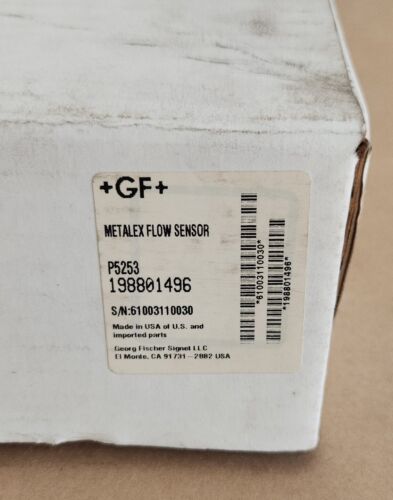 +GF+
METALEX FLOW SENSOR
P5253
198801496
S/N:61003110030
Made in USA of U.S. and
imported parts
Georg Fischer Signet LLC
El Monte, CA 91731-2882 USA
*61003110030*
*198801496*